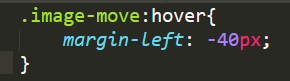 .image-move:hover{
    margin-left: -40px;
}